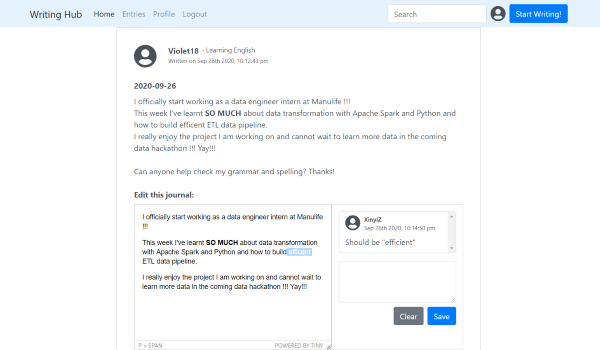 Writing Hub Home Entries Profile Logout Search Start Writing!
Violet18 - Learning English
Written on Sep 26th 2020, 10:12:43 pm
2020-09-26
I officially start working as a data engineer intern at Manulife !!!
This week I've learnt SO MUCH about data transformation with Apache Spark and Python and
how to build efficent ETL data pipeline.
I really enjoy the project I am working on and cannot wait to learn more data in the coming
data hackathon !!! Yay!!!
Can anyone help check my grammar and spelling? Thanks!
Edit this journal:
I officially start working as a data engineer intern at Manulife
!!!
This week I've learnt SO MUCH about data transformation
with Apache Spark and Python and how to build efficent
ETL data pipeline.
I really enjoy the project I am working on and cannot wait to
learn more data in the coming data hackathon !!! Yay!!!
P » SPAN POWERED BY TINY
XinyiZ
Sep 26th 2020, 10:14:50 pm
Should be "efficient"
Clear Save